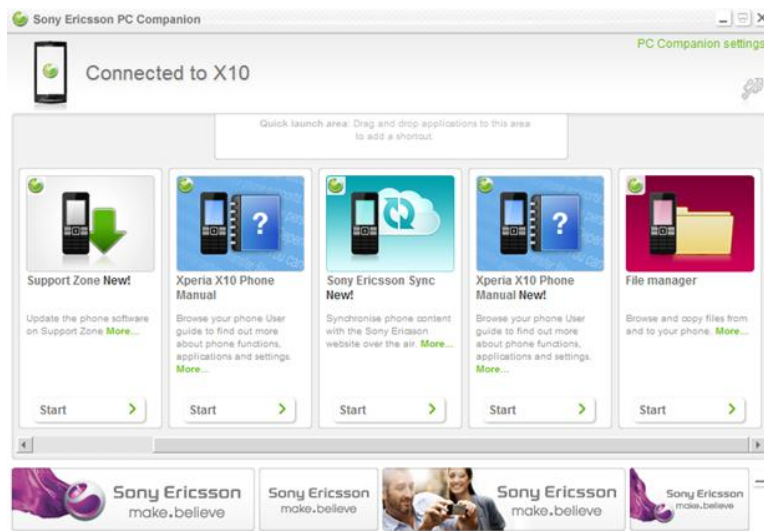 Sony Ericsson PC Companion
PC Companion settings
Connected to X10
Quick launch area: Drag and drop applications to this area
to add a shortcut
Support Zone New!
Update the phone software
on Support Zone More...
Start
?
Xperia X10 Phone
Manual
Browse your phone User
guide to find out more
about phone functions,
applications and settings.
More...
Start
Sony Ericsson Sync
New!
Synchronise phone content
with the Sony Ericsson
website over the air. More...
Start
?
Xperia X10 Phone
Manual New!
Browse your phone User
guide to find out more
about phone functions,
applications and settings.
More...
Start
File manager
Browse and copy files from
and to your phone. More...
Start
Sony Ericsson
make.believe
Sony Ericsson
make.believe
Sony Ericsson
make.believe
Sony Ericsson
make.believe